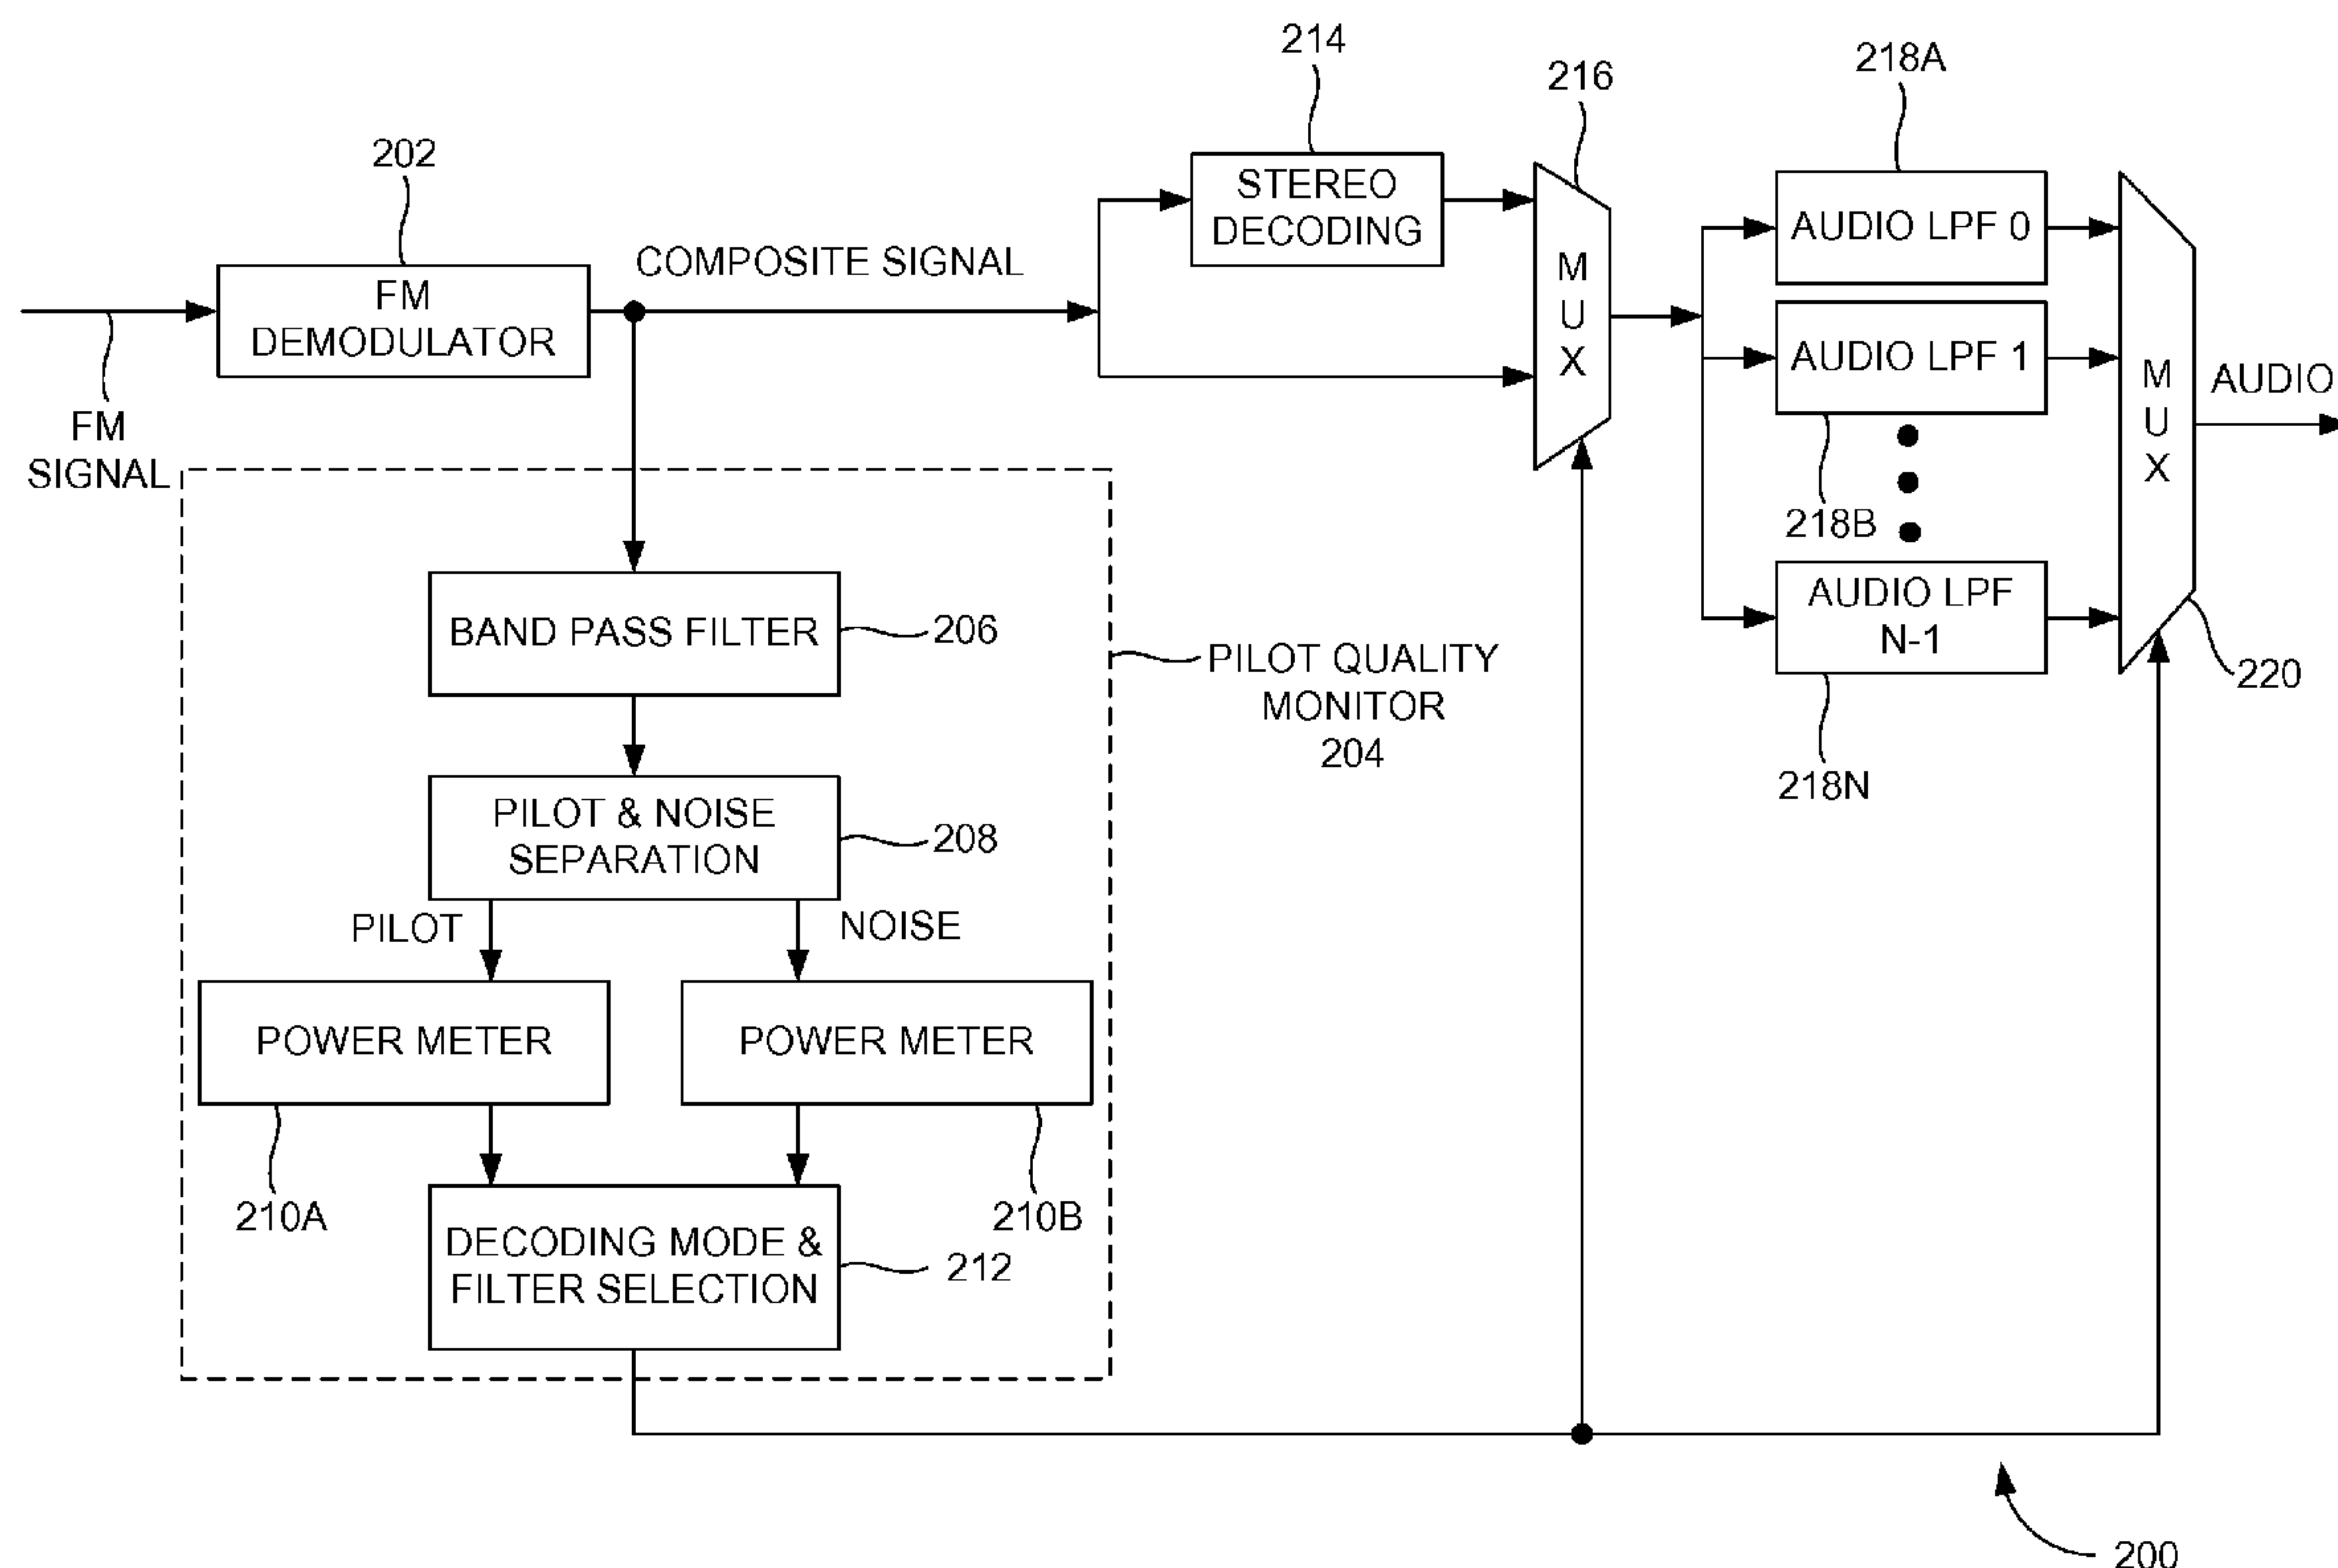 214
216
218A
202
STEREO
DECODING
AUDIO LPF 0
COMPOSITE SIGNAL
FM
DEMODULATOR
M
U
X
AUDIO LPF 1
M
U
X
AUDIO
FM
SIGNAL
218B
BAND PASS FILTER
206
AUDIO LPF
N-1
PILOT QUALITY
MONITOR
204
220
218N
PILOT & NOISE
SEPARATION
208
PILOT
NOISE
POWER METER
POWER METER
210A
210B
DECODING MODE &
FILTER SELECTION
212
200